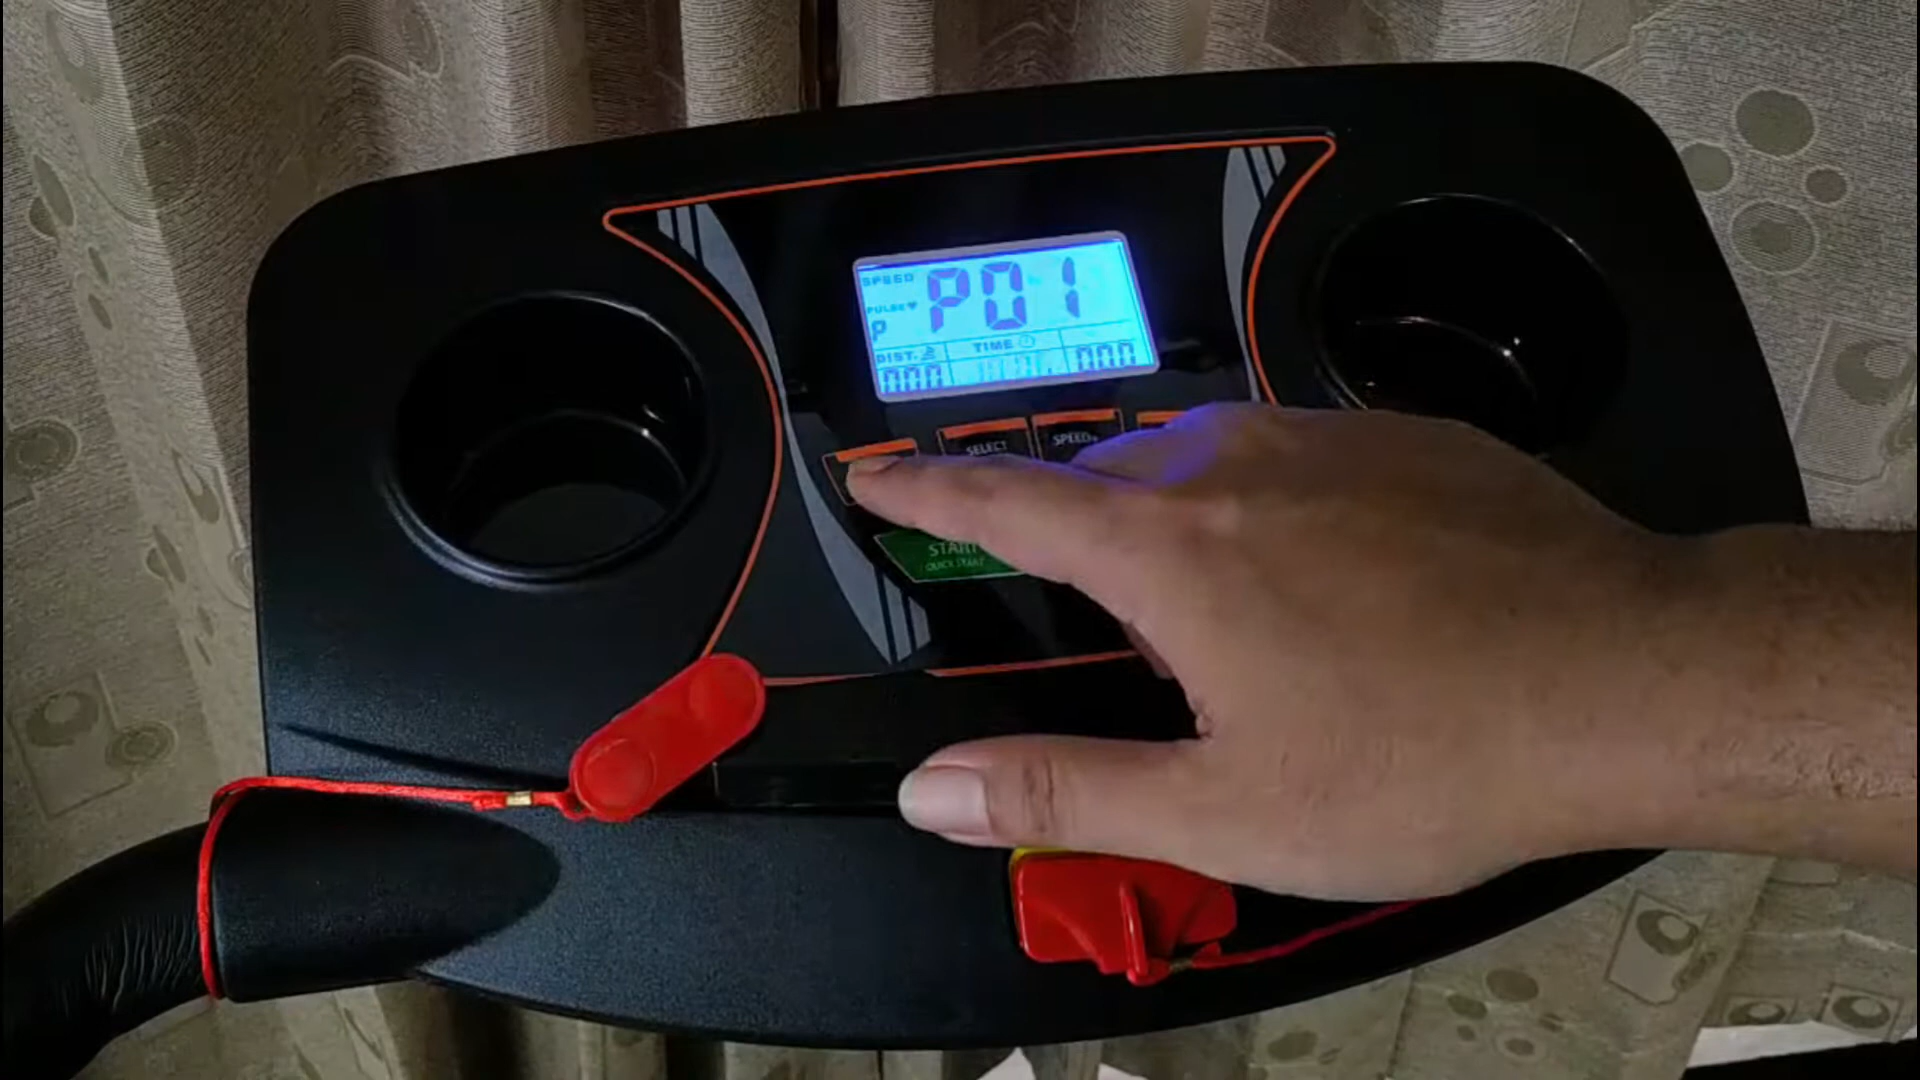 SPEED
P01
PULSE
P
DIST.
TIME
000
000
SELECT
SPEED+
START
QUICK START